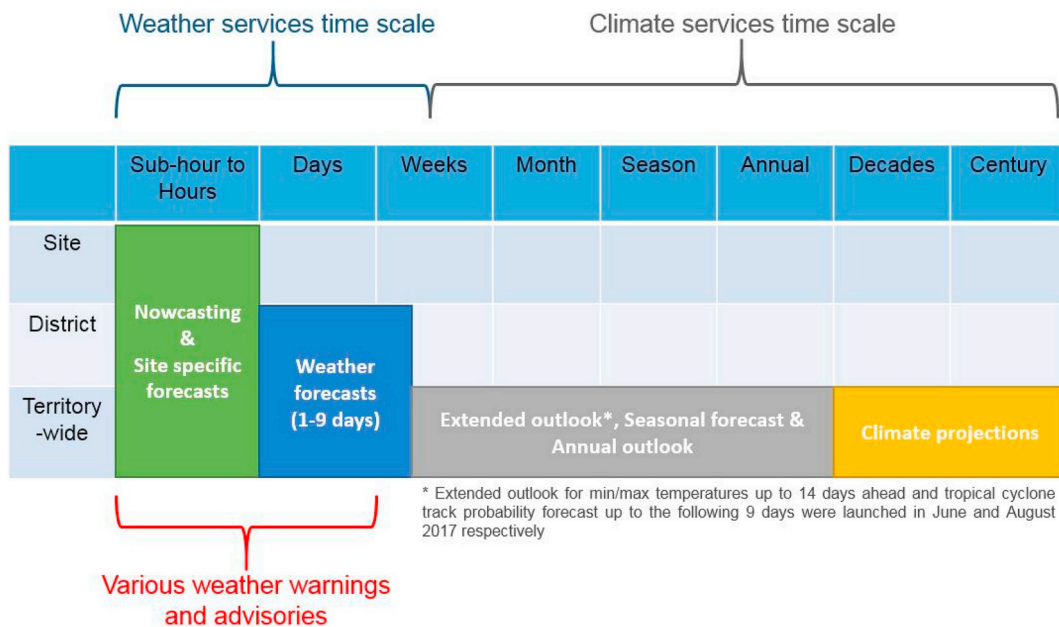 Weather services time scale
Climate services time scale
Sub-hour to
Hours
Days
Weeks
Month
Season
Annual
Decades
Century
Site
District
Territory
-wide
Nowcasting
&
Site specific
forecasts
Weather
forecasts
(1-9 days)
Extended outlook*, Seasonal forecast &
Annual outlook
Climate projections
* Extended outlook for min/max temperatures up to 14 days ahead and tropical cyclone
track probability forecast up to the following 9 days were launched in June and August
2017 respectively
Various weather warnings
and advisories